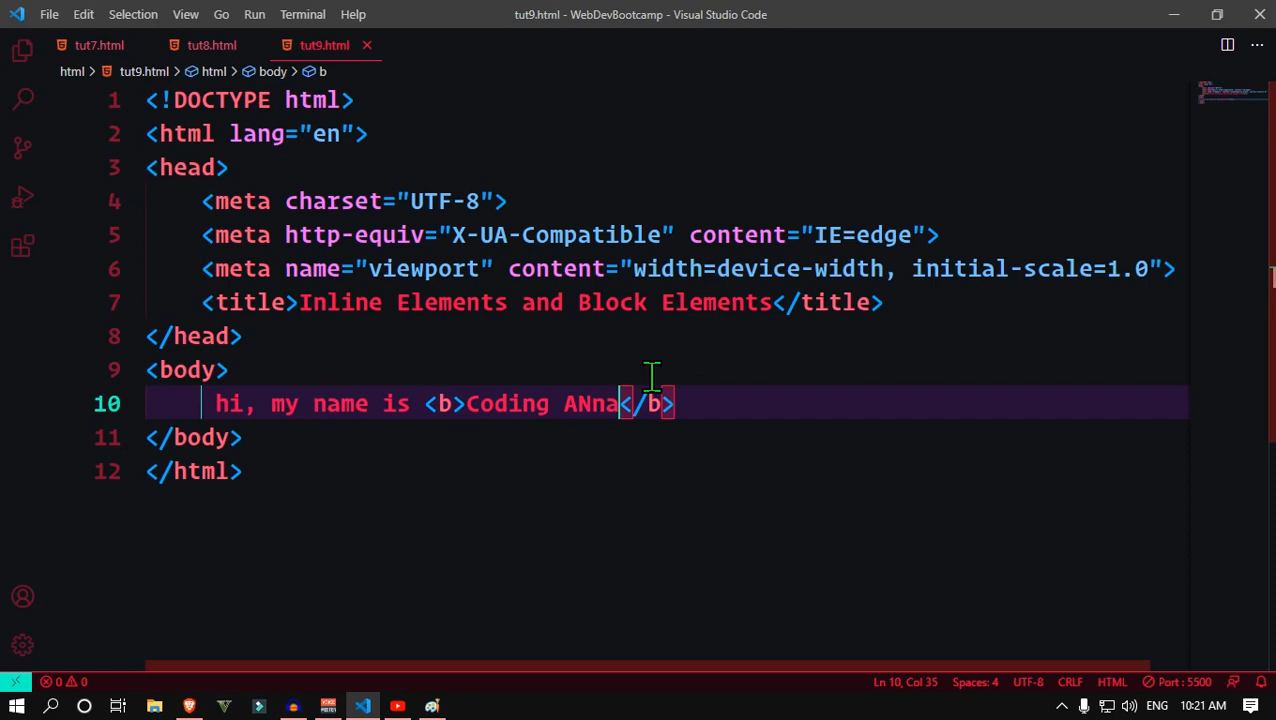 File Edit Selection View Go Run Terminal Help tut9.html - WebDevBootcamp - Visual Studio Code
tut7.html tut8.html tut9.html
html > tut9.html > html > body > b
1 <!DOCTYPE html>
2 <html lang="en">
3 <head>
4 <meta charset="UTF-8">
5 <meta http-equiv="X-UA-Compatible" content="IE=edge">
6 <meta name="viewport" content="width=device-width, initial-scale=1.0">
7 <title>Inline Elements and Block Elements</title>
8 </head>
9 <body>
10 hi, my name is <b>Coding ANna</b>
11 </body>
12 </html>
0 0 Ln 10, Col 35 Spaces: 4 UTF-8 CRLF HTML Port : 5500
ENG 10:21 AM